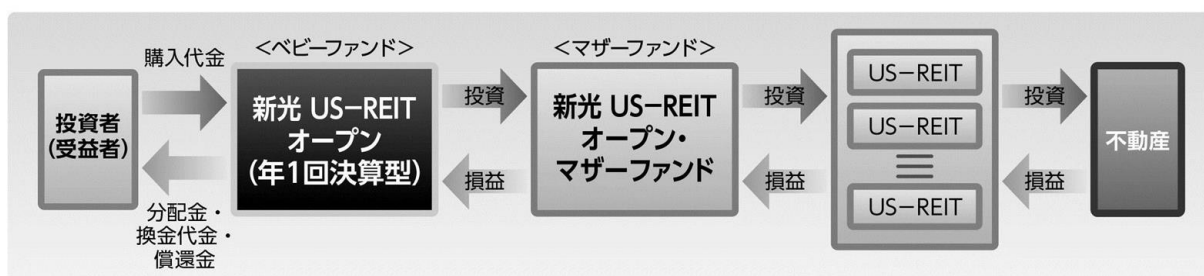 購入代金
投資者
(受益者)
分配金・
換金代金・
償還金
<ベビーファンド>
新光 US-REIT
オープン
(年1回決算型)
投資
損益
<マザーファンド>
新光 US-REIT
オープン・
マザーファンド
投資
損益
US-REIT
US-REIT
US-REIT
投資
損益
不動産